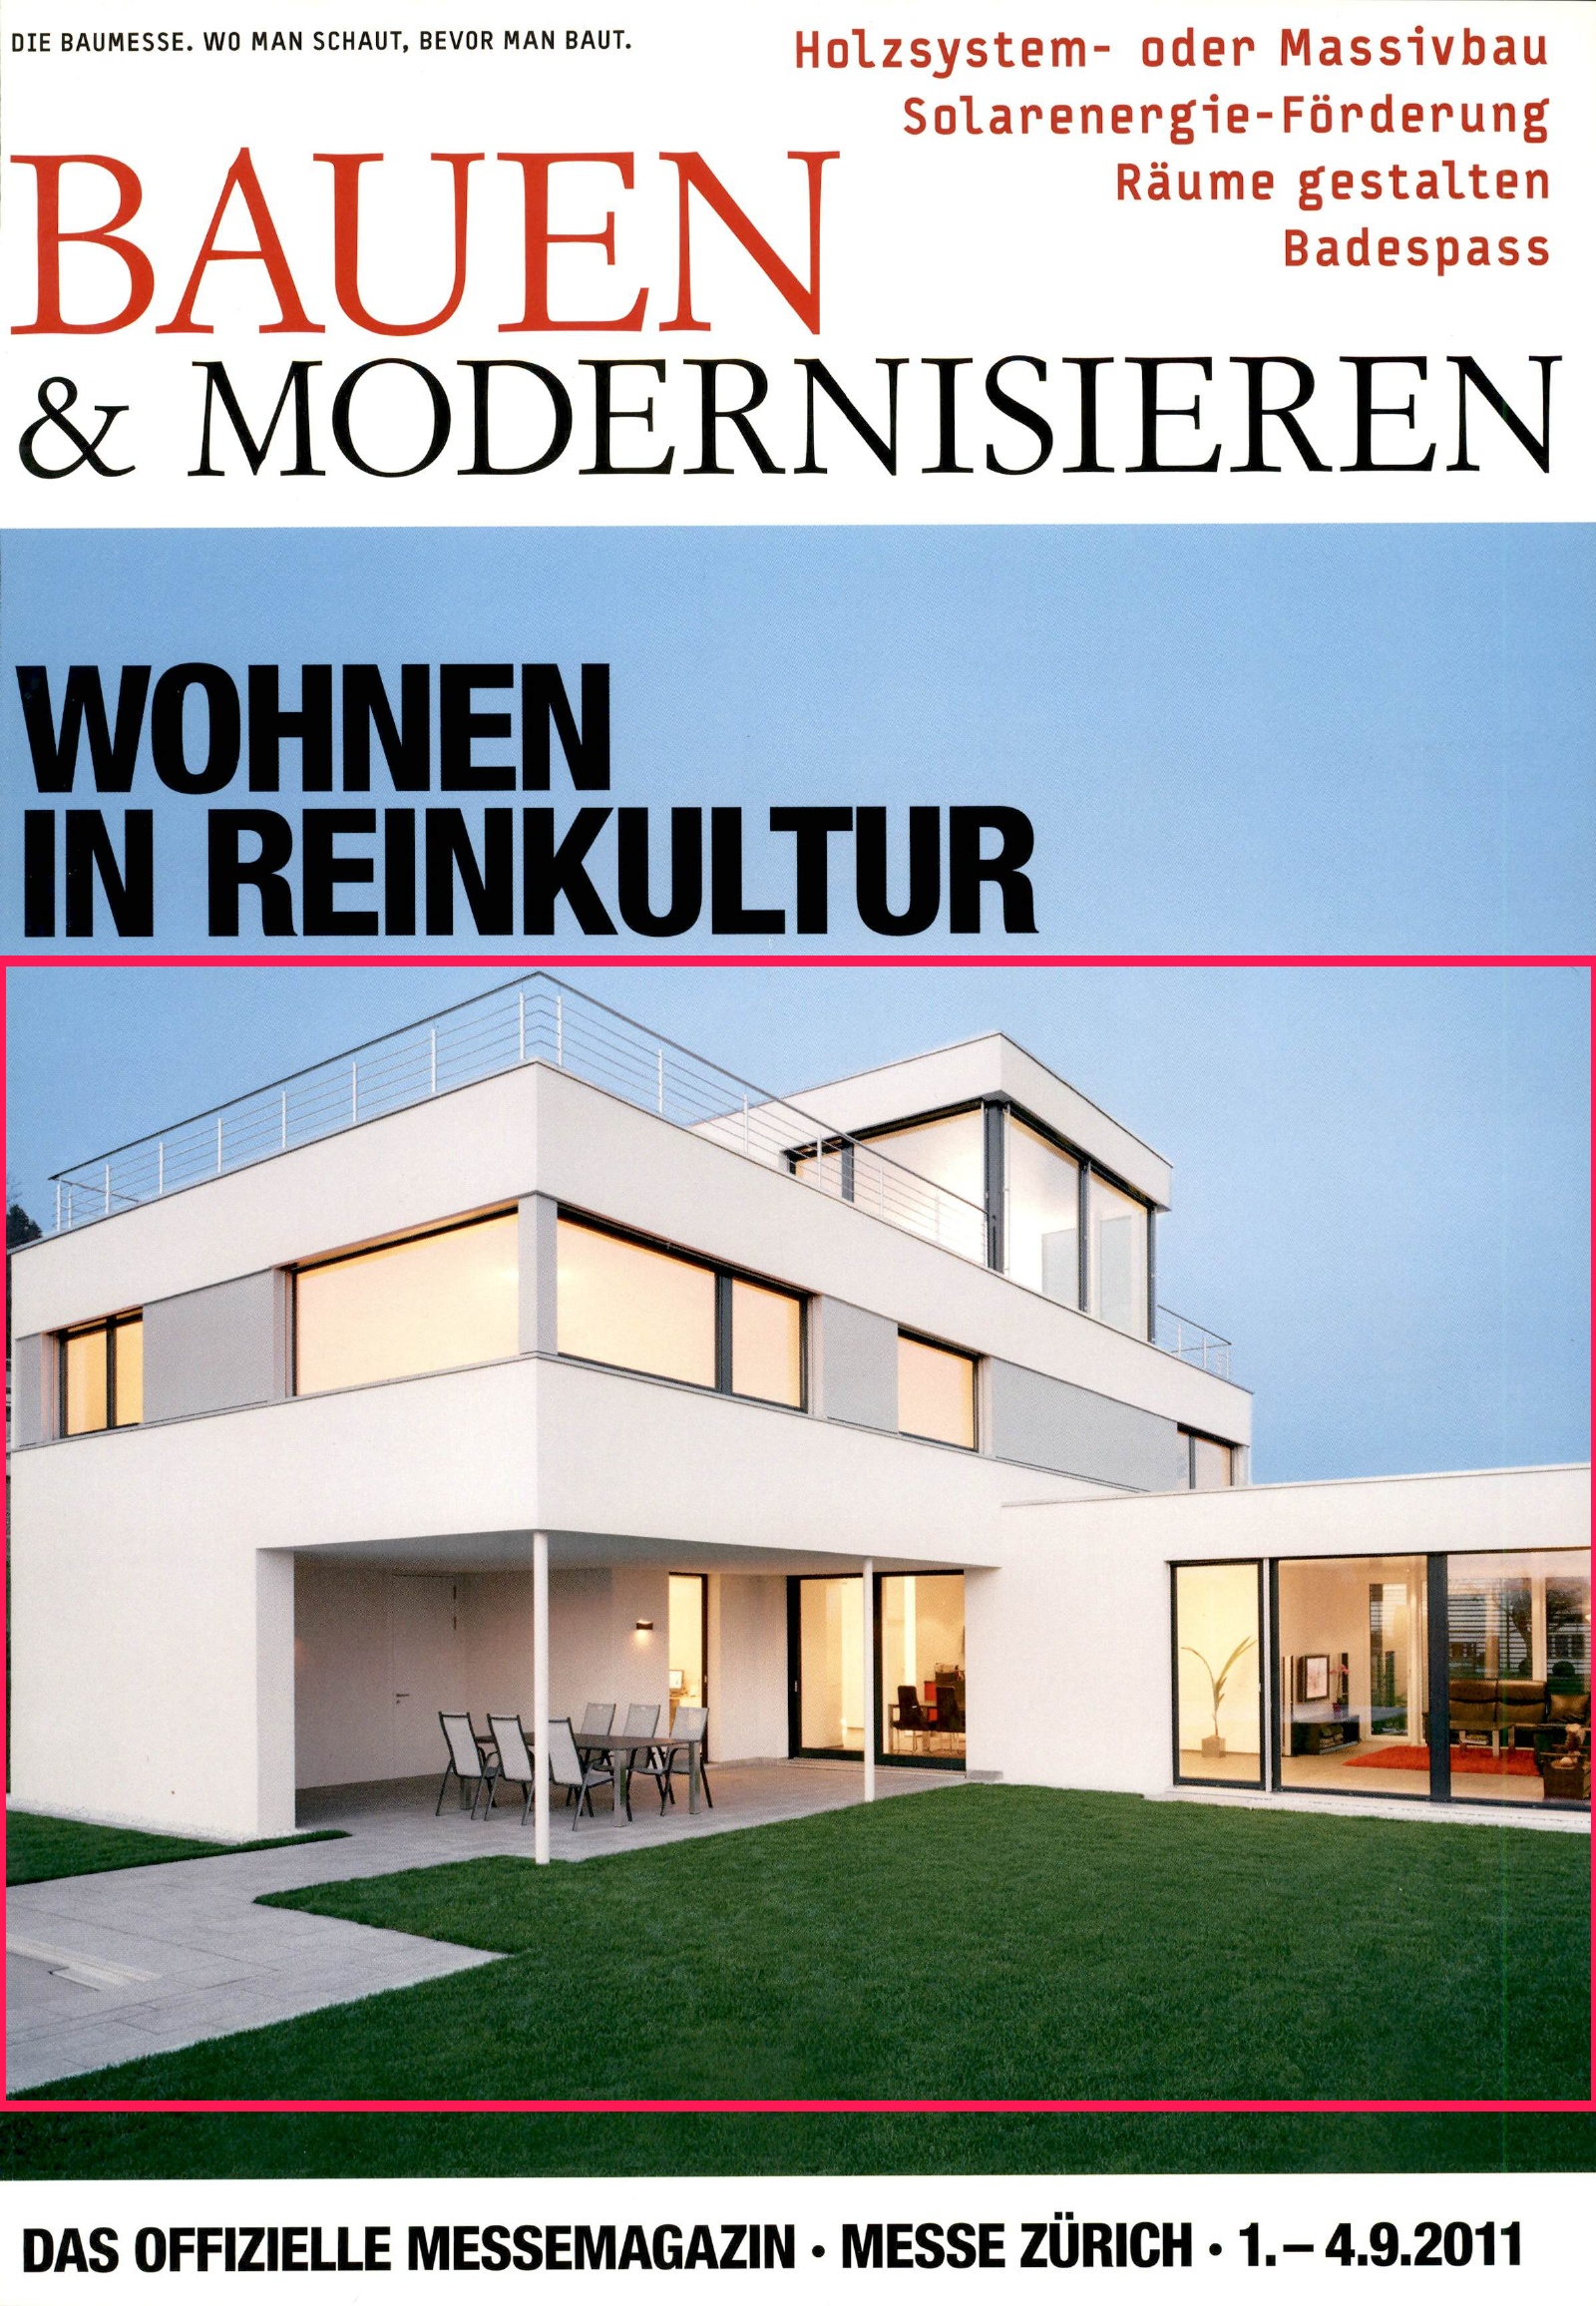 DIE BAUMESSE. WO MAN SCHAUT, BEVOR MAN BAUT.
Holzsystem- oder Massivbau
Solarenergie-Förderung
Räume gestalten
Badespass
BAUEN
& MODERNISIEREN
WOHNEN
IN REINKULTUR
DAS OFFIZIELLE MESSEMAGAZIN · MESSE ZÜRICH · 1.– 4.9.2011